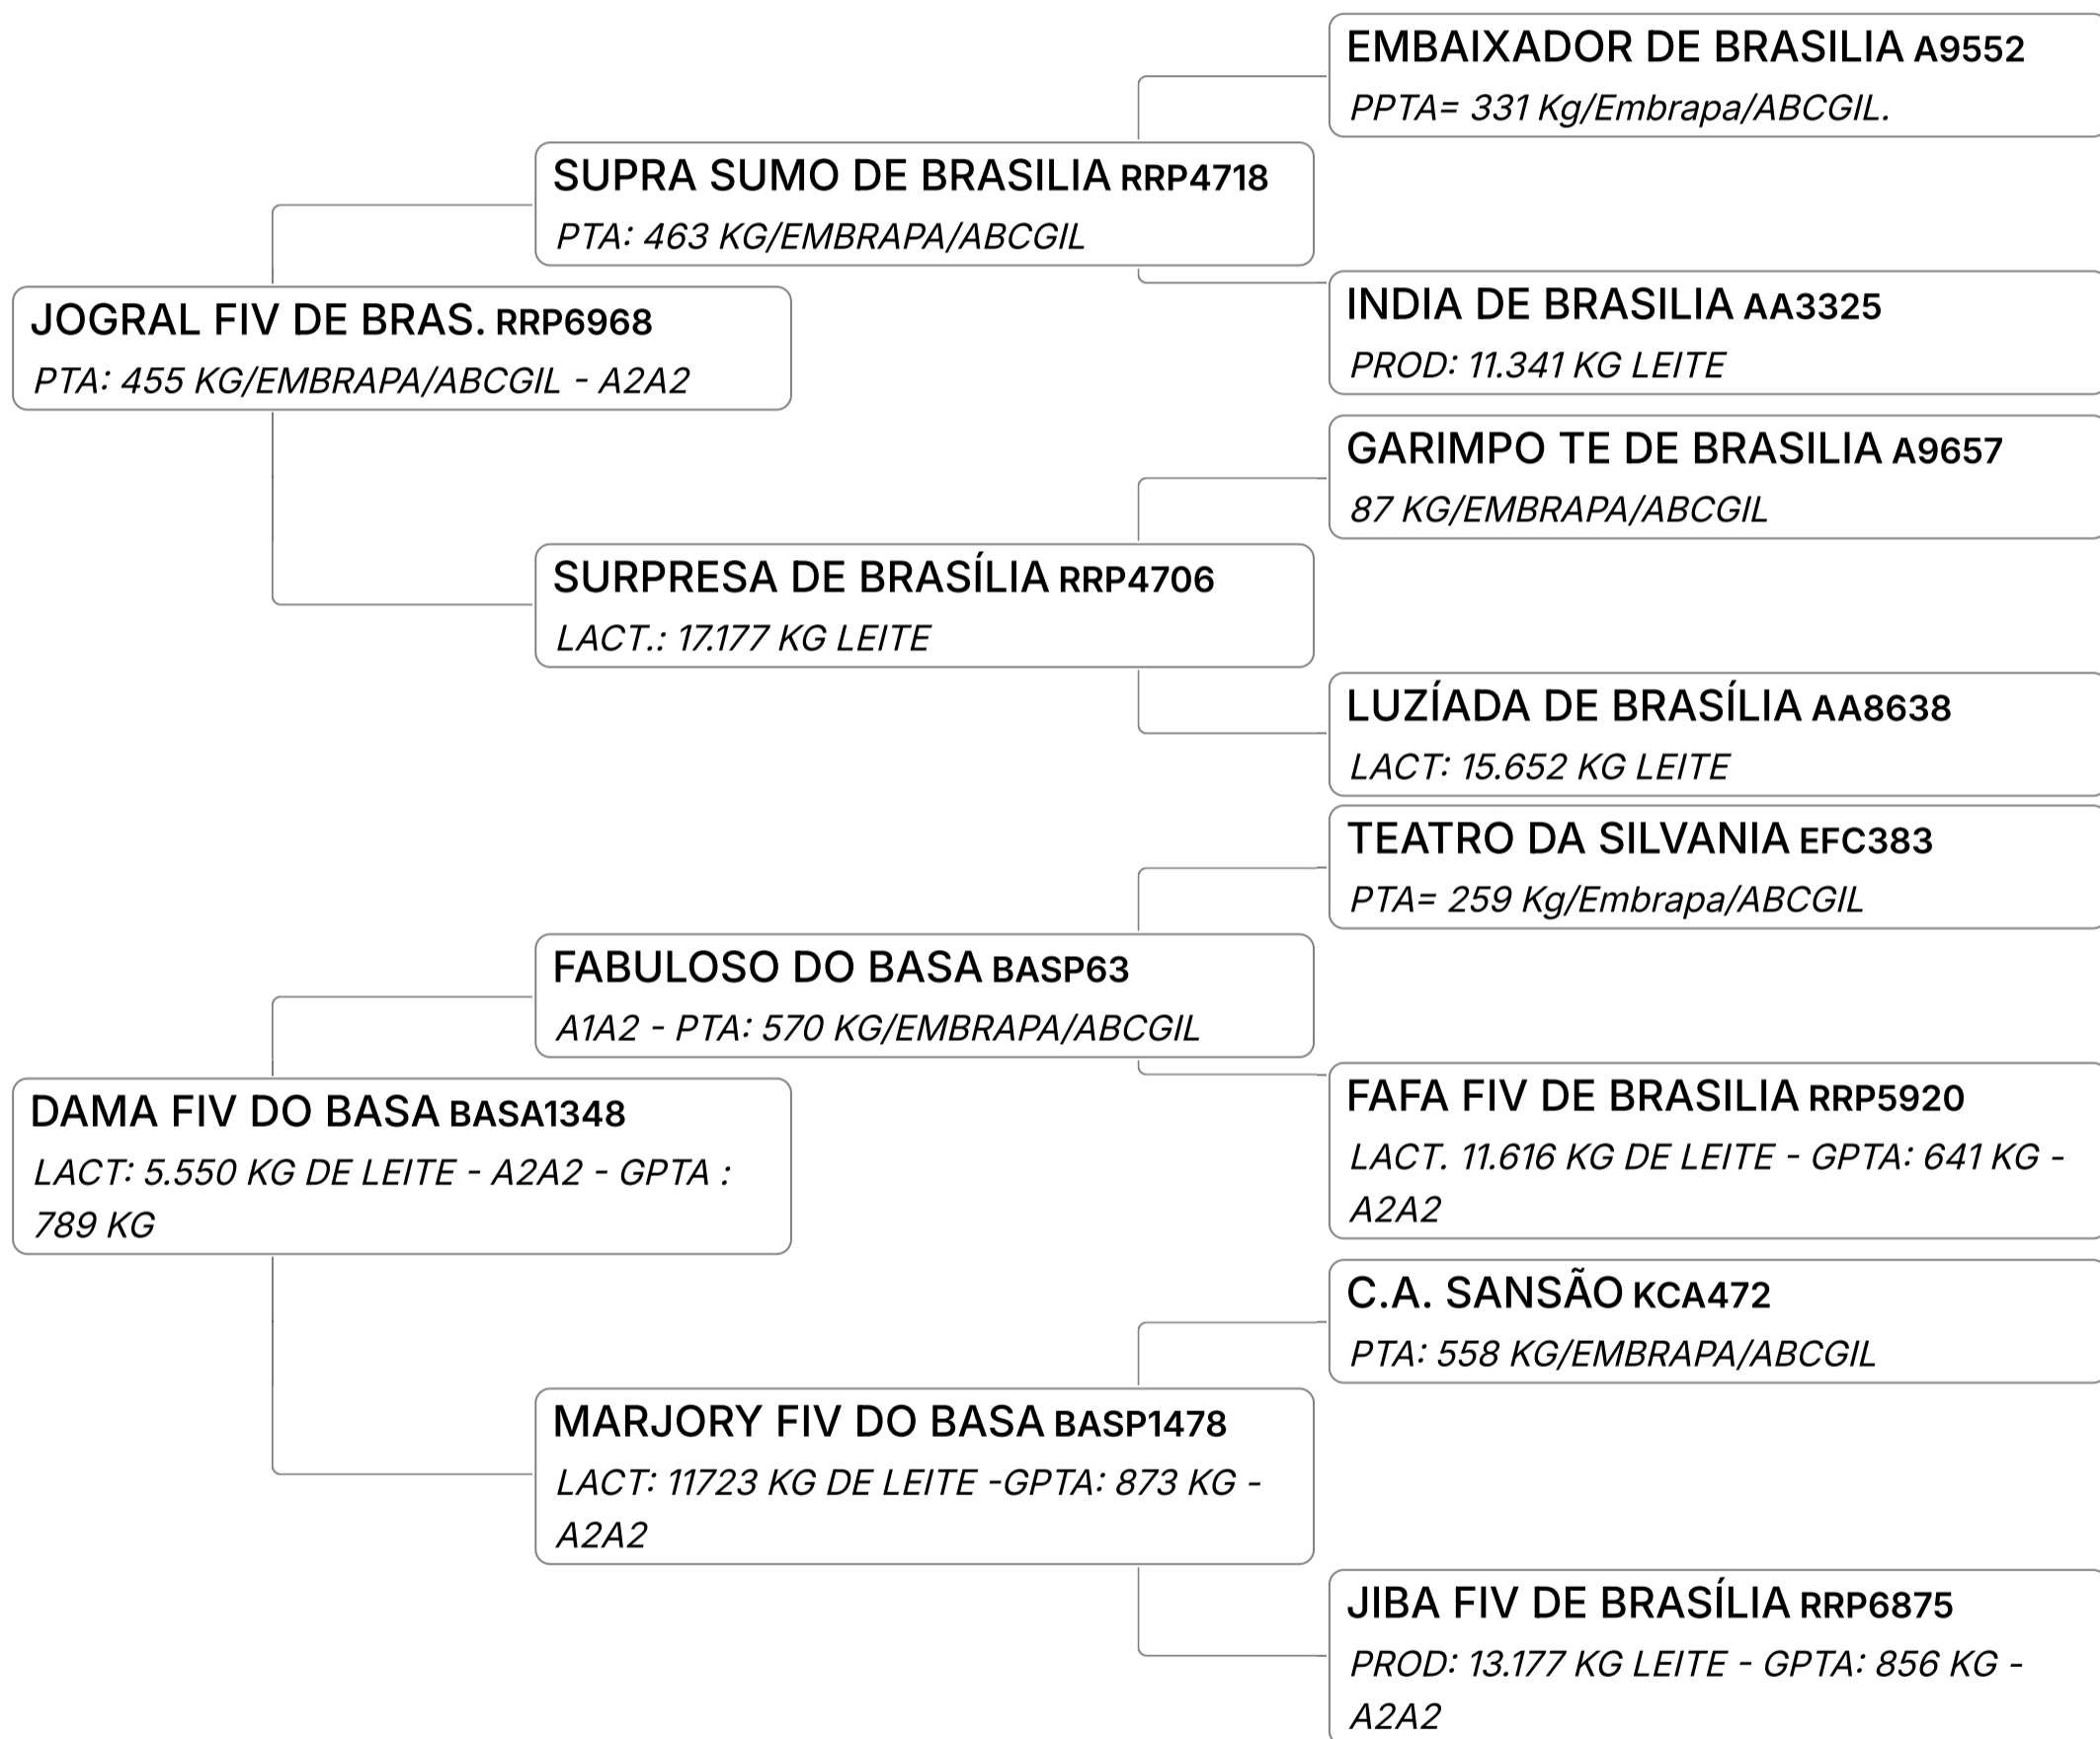 EMBAIXADOR DE BRASILIA A9552
PPTA= 331 Kg/Embrapa/ABCGIL.
SUPRA SUMO DE BRASILIA RRP4718
PTA: 463 KG/EMBRAPA/ABCGIL
INDIA DE BRASILIA AA3325
PROD: 11.341 KG LEITE
JOGRAL FIV DE BRAS. RRP6968
PTA: 455 KG/EMBRAPA/ABCGIL - A2A2
GARIMPO TE DE BRASILIA A9657
87 KG/EMBRAPA/ABCGIL
SURPRESA DE BRASÍLIA RRP4706
LACT.: 17.177 KG LEITE
LUZÍADA DE BRASÍLIA AA8638
LACT: 15.652 KG LEITE
TEATRO DA SILVANIA EFC383
PTA= 259 Kg/Embrapa/ABCGIL
FABULOSO DO BASA BASP63
A1A2 - PTA: 570 KG/EMBRAPA/ABCGIL
FAFA FIV DE BRASILIA RRP5920
LACT. 11.616 KG DE LEITE - GPTA: 641 KG -
A2A2
DAMA FIV DO BASA BASA1348
LACT: 5.550 KG DE LEITE - A2A2 - GPTA :
789 KG
C.A. SANSÃO KCA472
PTA: 558 KG/EMBRAPA/ABCGIL
MARJORY FIV DO BASA BASP1478
LACT: 11723 KG DE LEITE -GPTA: 873 KG -
A2A2
JIBA FIV DE BRASÍLIA RRP6875
PROD: 13.177 KG LEITE - GPTA: 856 KG -
A2A2